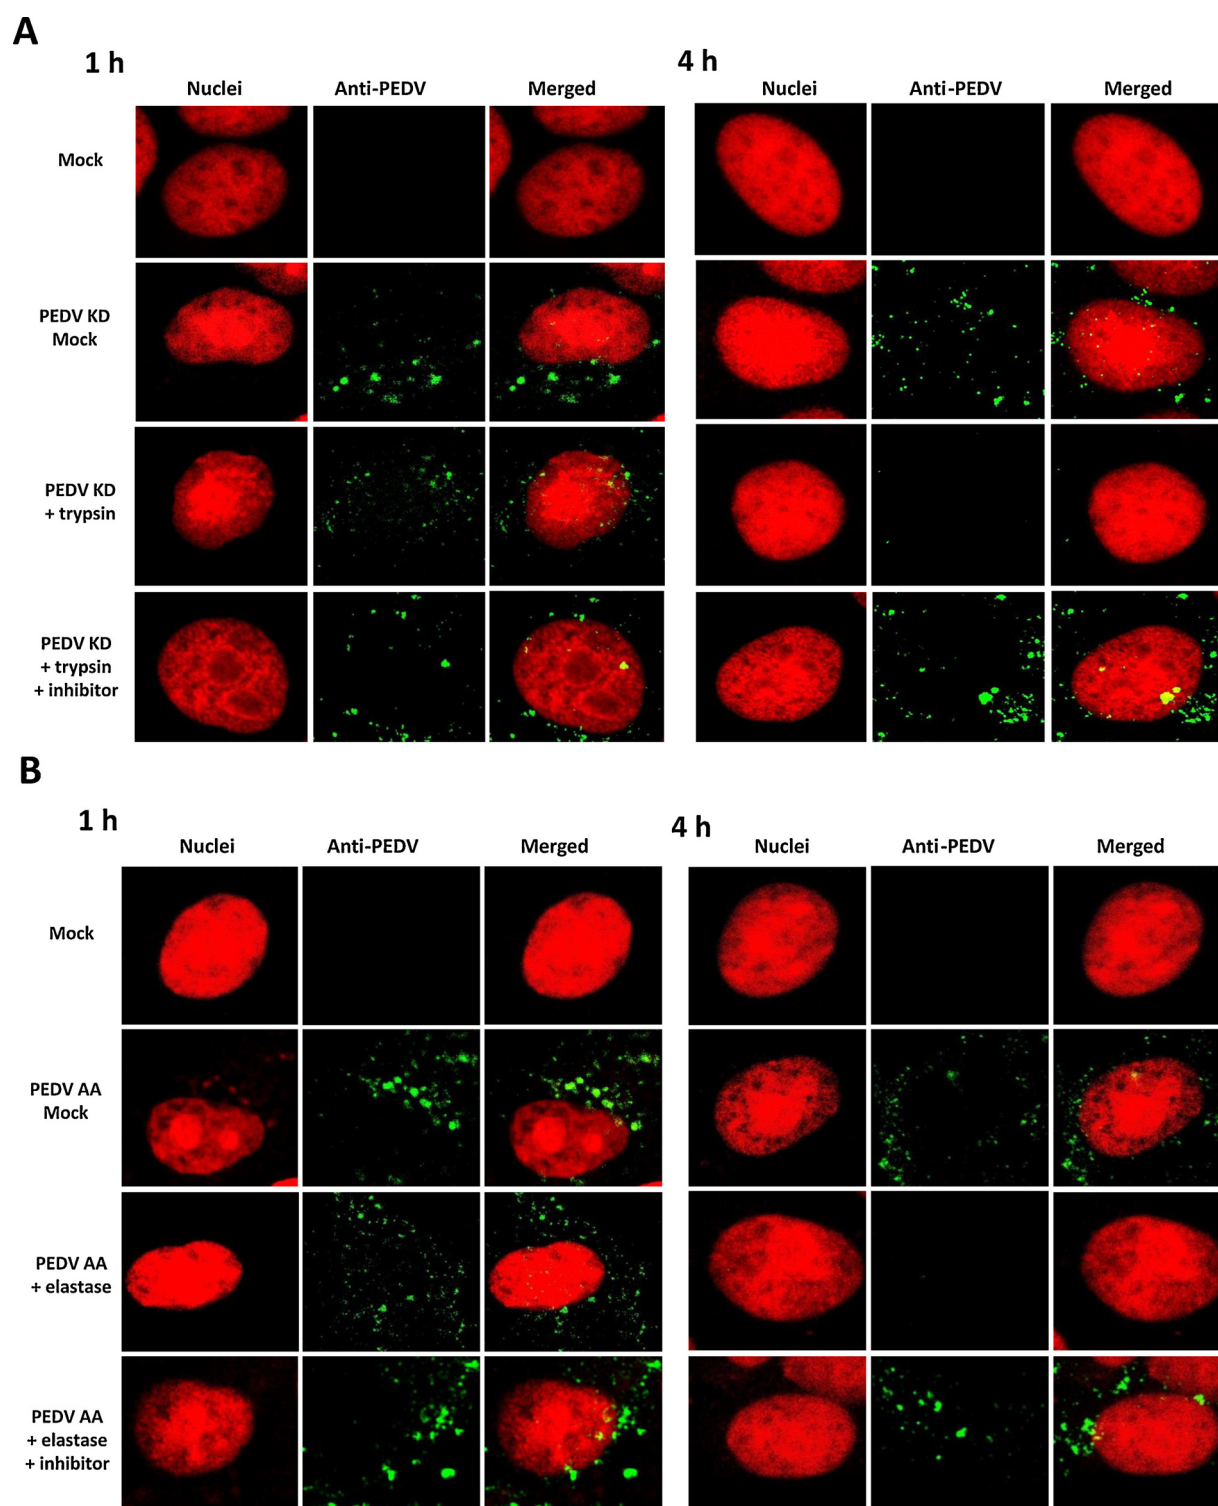 A
1 h
4 h
Nuclei Anti-PEDV Merged Nuclei Anti-PEDV Merged
Mock
PEDV KD
Mock
PEDV KD
+ trypsin
PEDV KD
+ trypsin
+ inhibitor
B
1 h
4 h
Nuclei Anti-PEDV Merged Nuclei Anti-PEDV Merged
Mock
PEDV AA
Mock
PEDV AA
+ elastase
PEDV AA
+ elastase
+ inhibitor